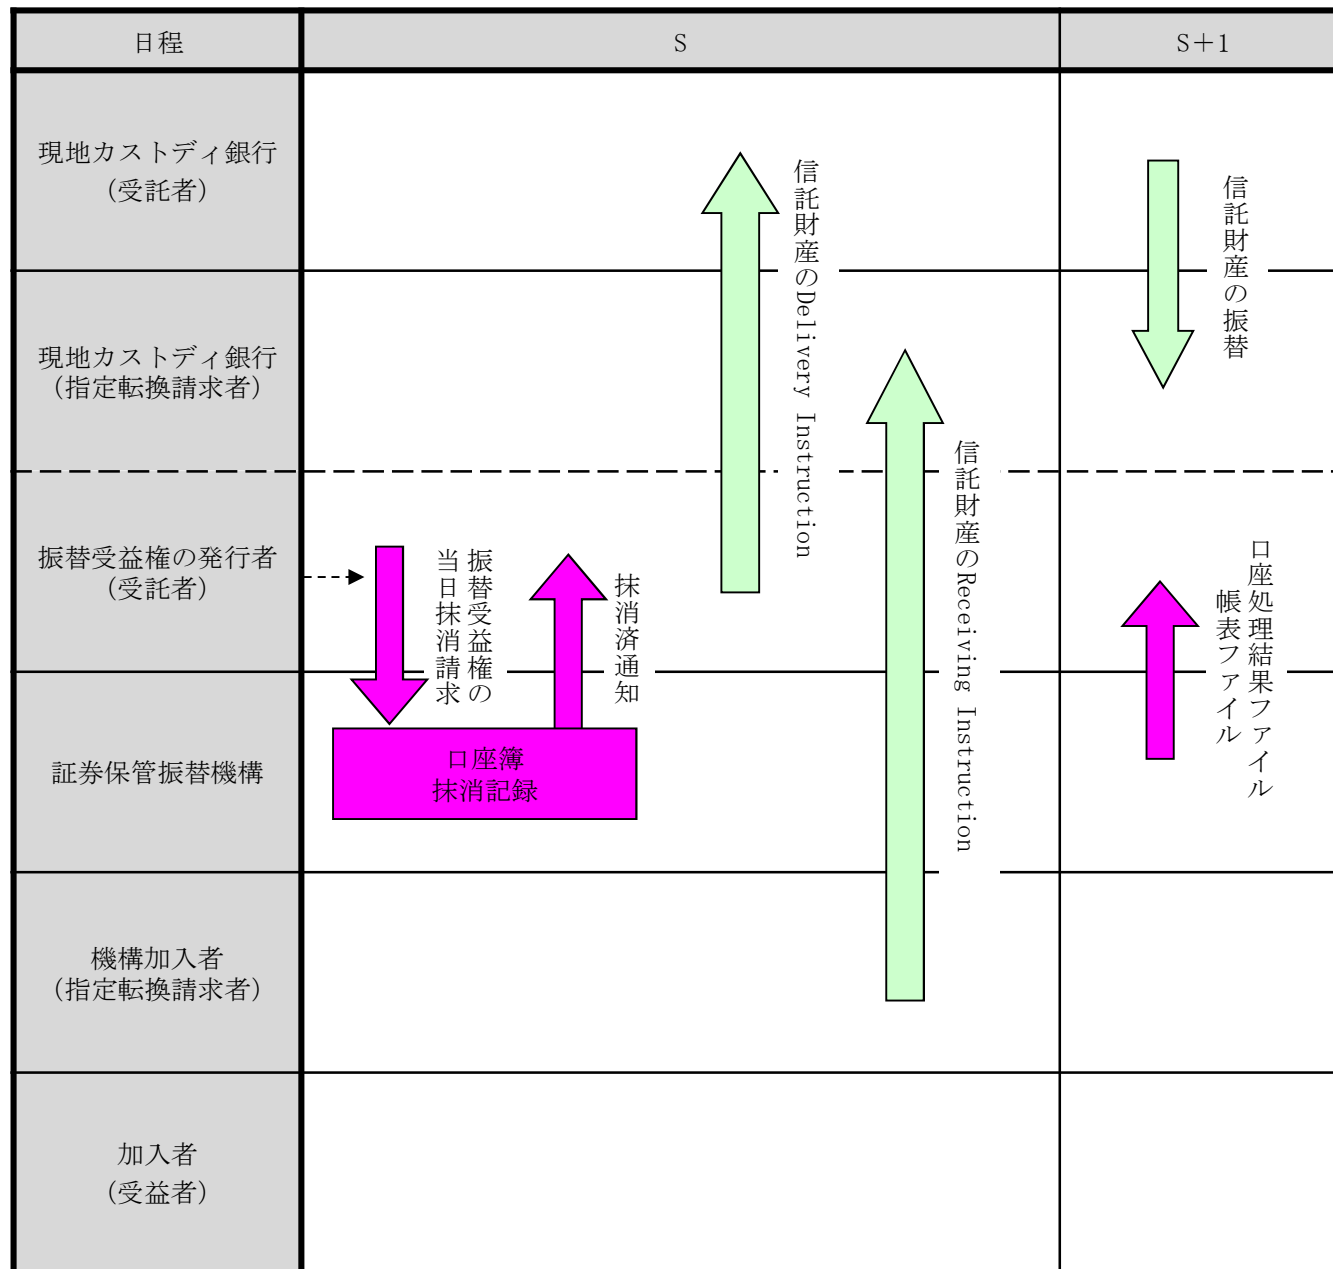 日程
S
S+1
現地カストディ銀行
(受託者)
信託財産のDelivery Instruction
信託財産の振替
現地カストディ銀行
(指定転換請求者)
信託財産のReceiving Instruction
振替受益権の発行者
(受託者)
振替受益権の
当日抹消請求
抹消済通知
口座処理結果ファイル
帳表ファイル
証券保管振替機構
口座簿
抹消記録
機構加入者
(指定転換請求者)
加入者
(受益者)